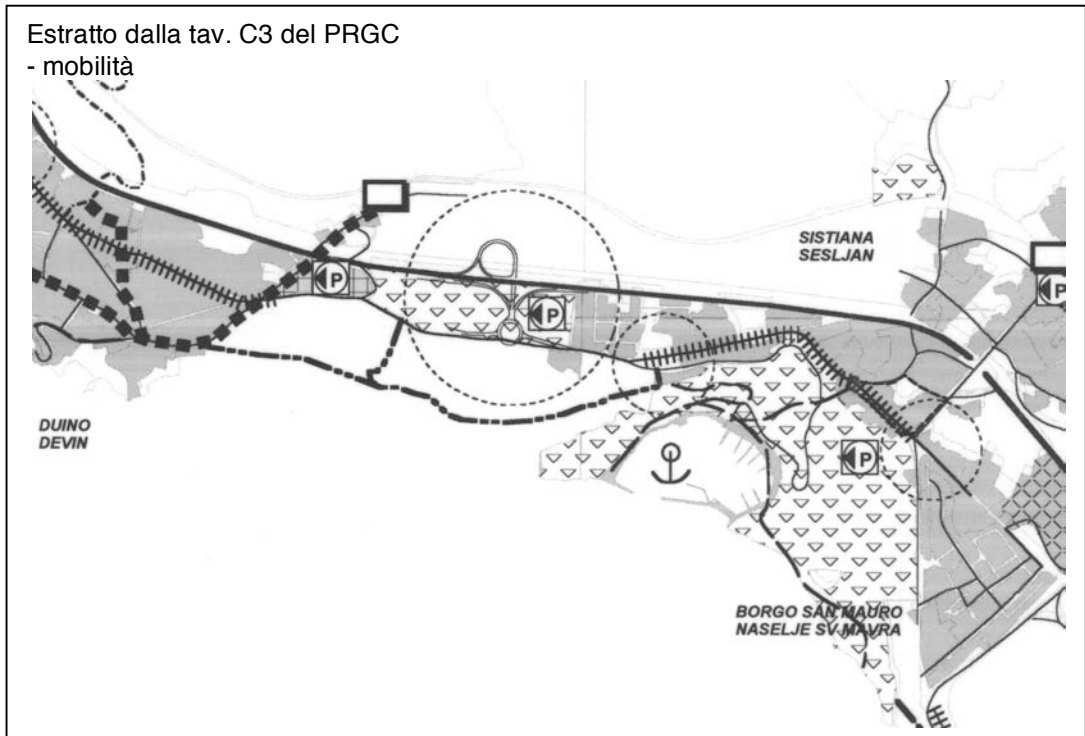 Estratto dalla tav. C3 del PRGC
- mobilità
SISTIANA
SESLJAN
P
P
P
DUINO
DEVIN
P
BORGO SAN MAURO
NASELJE SV MAVRA